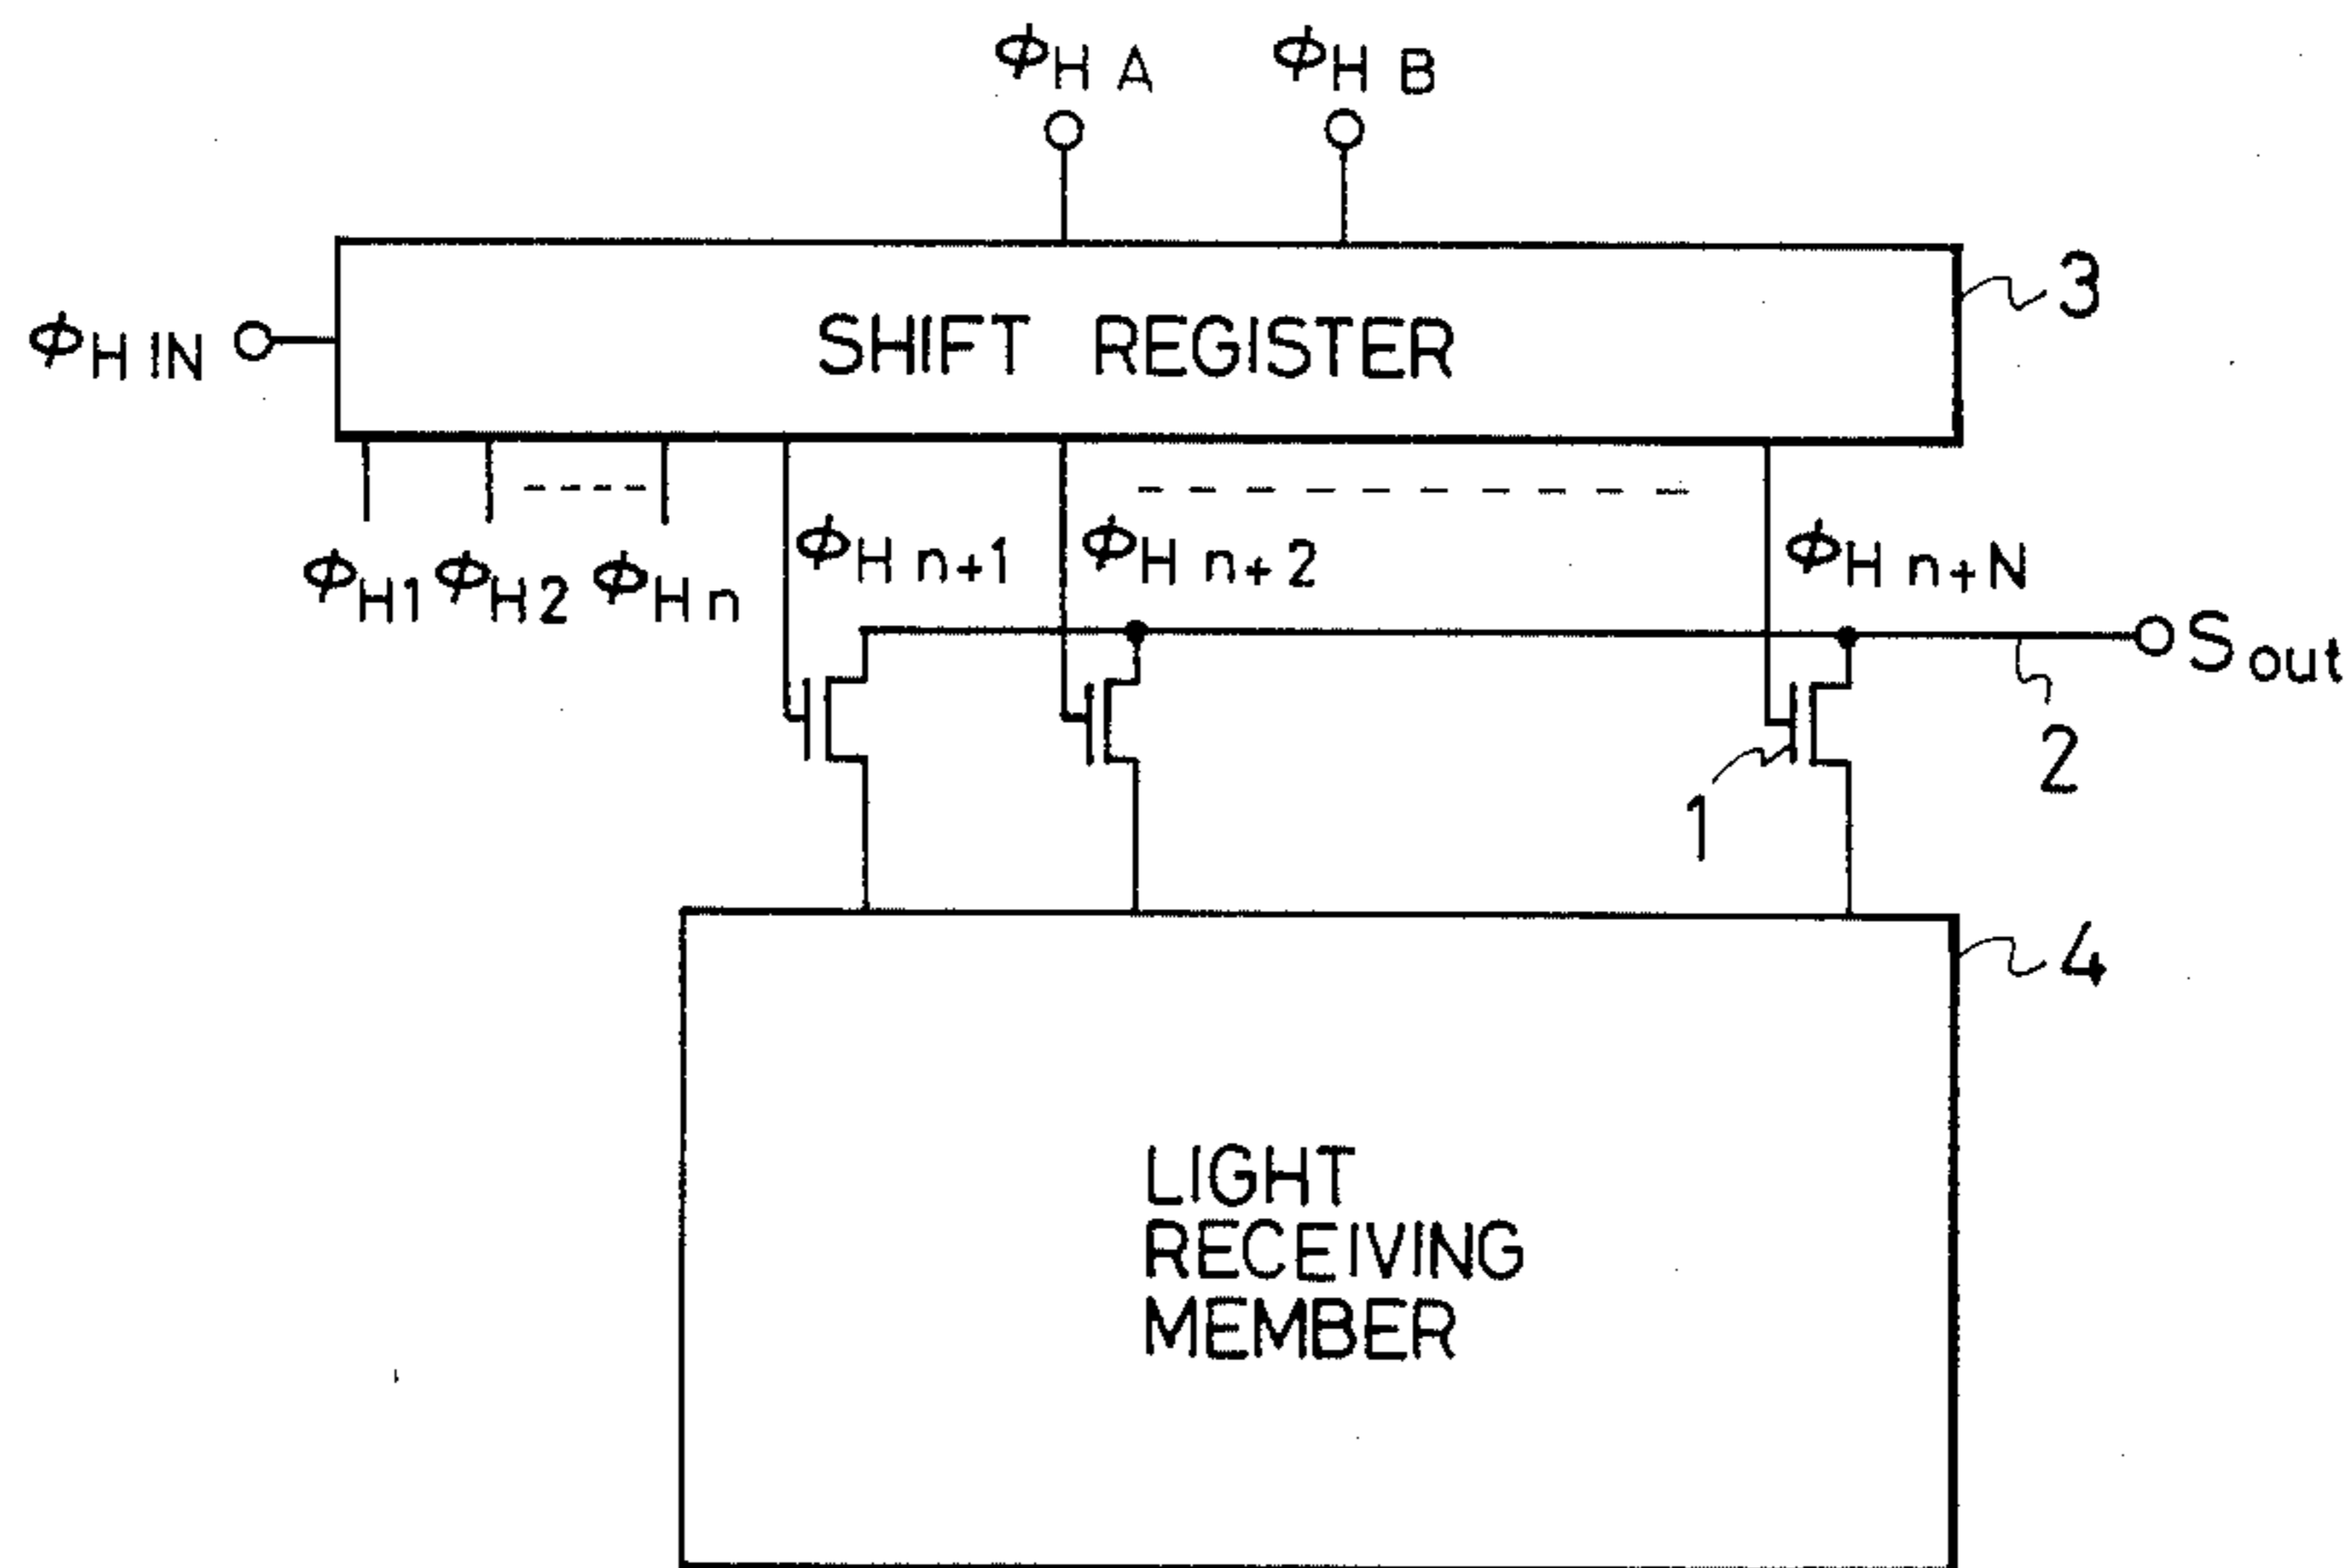 ϕH A ϕH B
3
ϕH IN SHIFT REGISTER
ϕH1 ϕH2 ϕHn ϕH n+1 ϕH n+2 ϕH n+N
Sout
2
1
4
LIGHT
RECEIVING
MEMBER